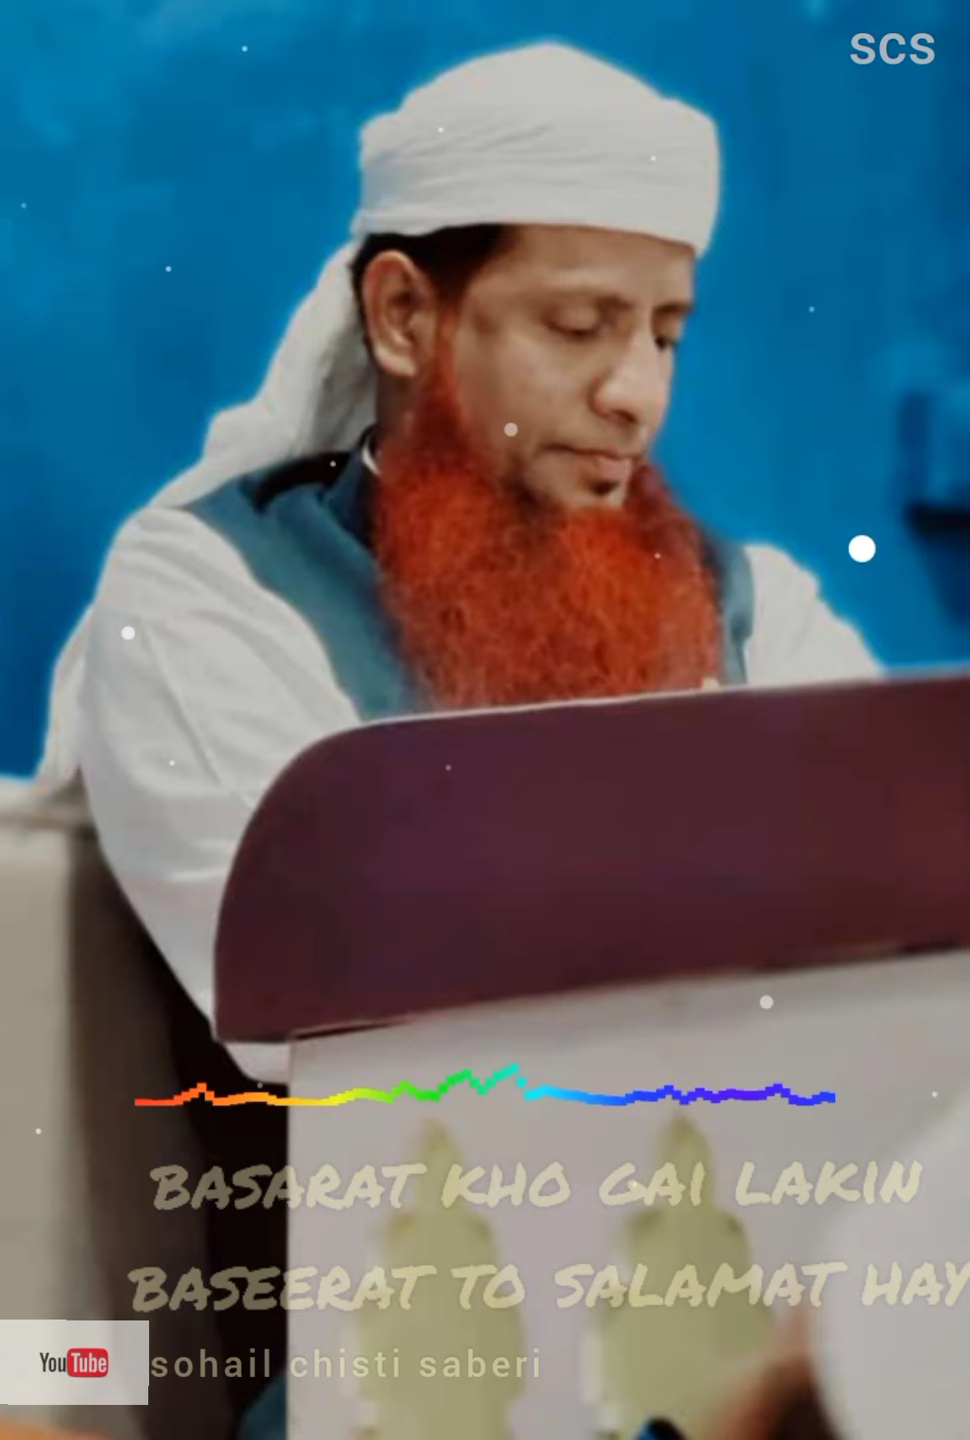 SCS
BASARAT KHO GAI LAKIN
BASEERAT TO SALAMAT HAY
YouTube
sohail chisti saberi